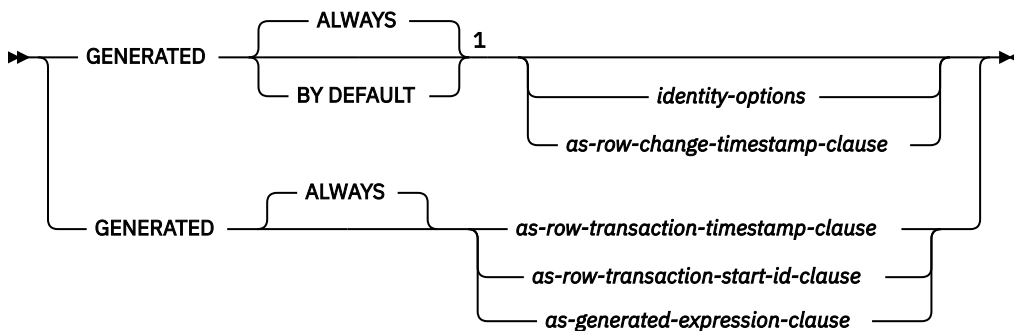 ALWAYS
GENERATED
1
BY DEFAULT
identity-options
as-row-change-timestamp-clause
ALWAYS
GENERATED
as-row-transaction-timestamp-clause
as-row-transaction-start-id-clause
as-generated-expression-clause